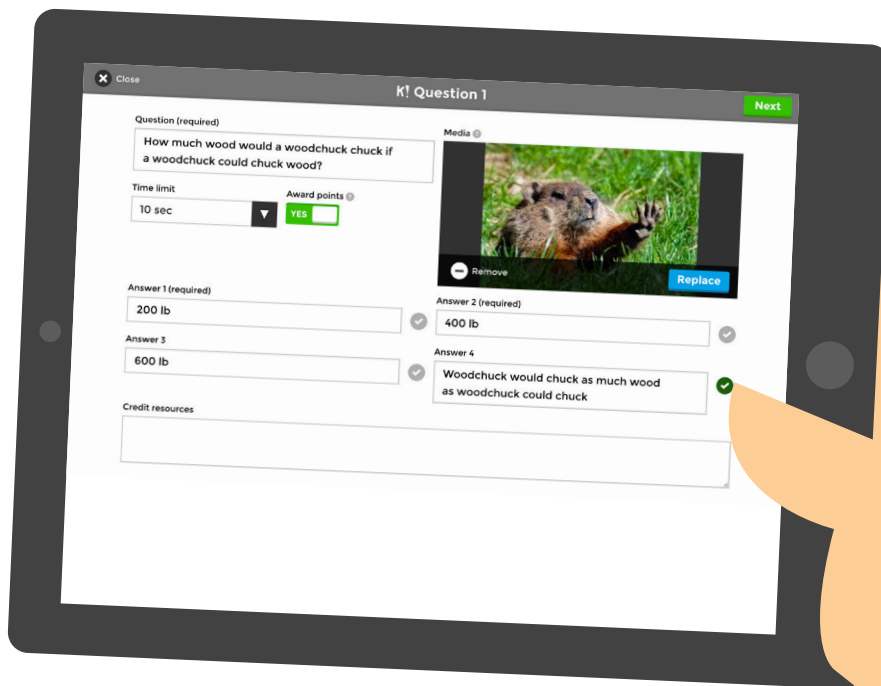 Close
K! Question 1
Next
Question (required)
How much wood would a woodchuck chuck if
a woodchuck could chuck wood?
Media ?
Time limit
10 sec
Award points ?
YES
Remove
Replace
Answer 1 (required)
200 lb
Answer 2 (required)
400 lb
Answer 3
600 lb
Answer 4
Woodchuck would chuck as much wood
as woodchuck could chuck
Credit resources